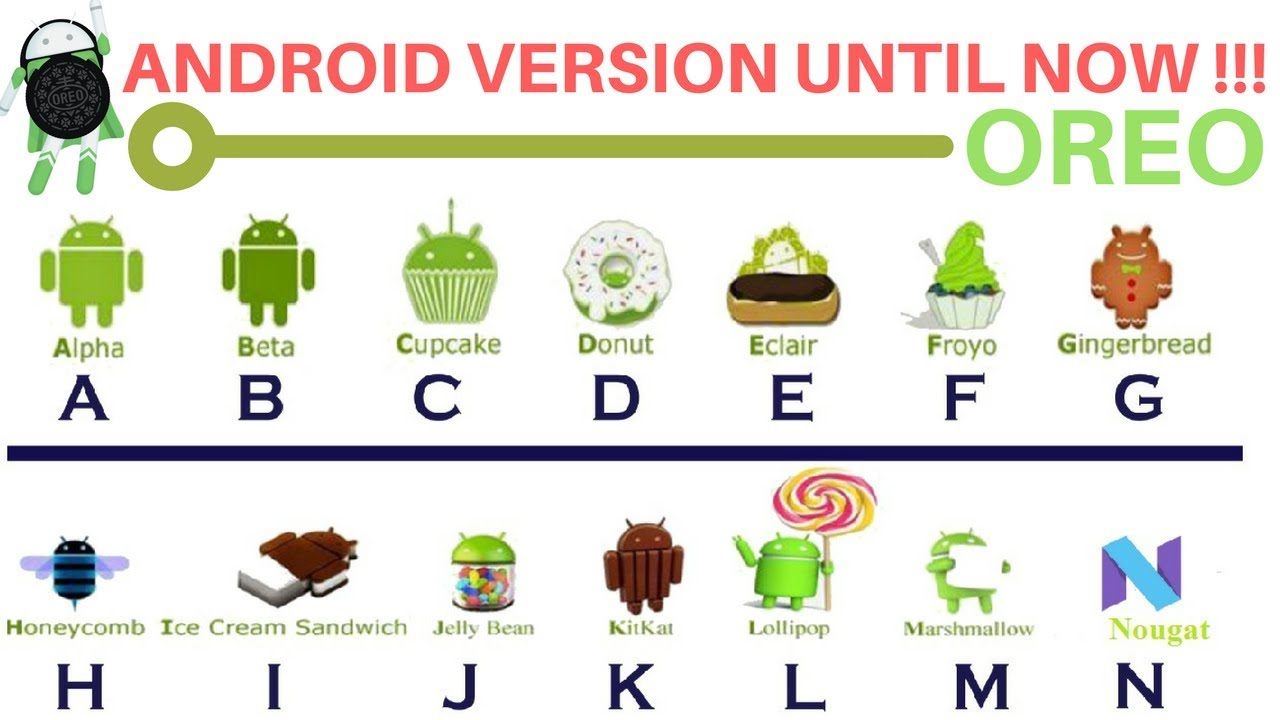 ANDROID VERSION UNTIL NOW !!!
OREO
OREO
Alpha Beta Cupcake Donut Eclair Froyo Gingerbread
A B C D E F G
Honeycomb Ice Cream Sandwich Jelly Bean KitKat Lollipop Marshmallow Nougat
H I J K L M N